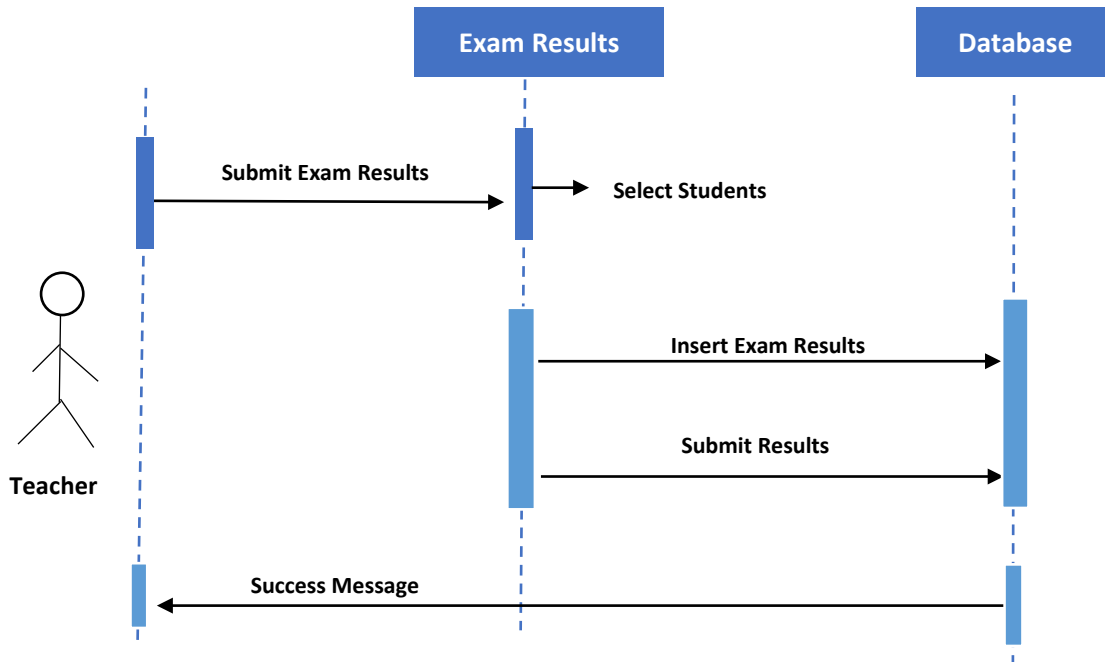 Exam Results
Database
Submit Exam Results
Select Students
Insert Exam Results
Submit Results
Teacher
Success Message